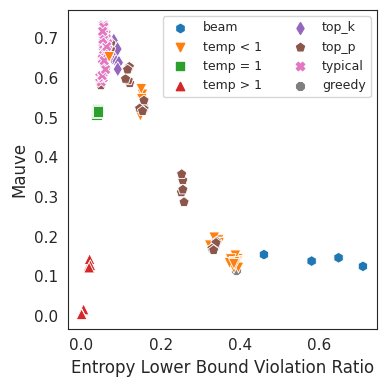 beam
temp < 1
temp = 1
temp > 1
top_k
top_p
typical
greedy
Mauve
0.7
0.6
0.5
0.4
0.3
0.2
0.1
0.0
0.0 0.2 0.4 0.6
Entropy Lower Bound Violation Ratio